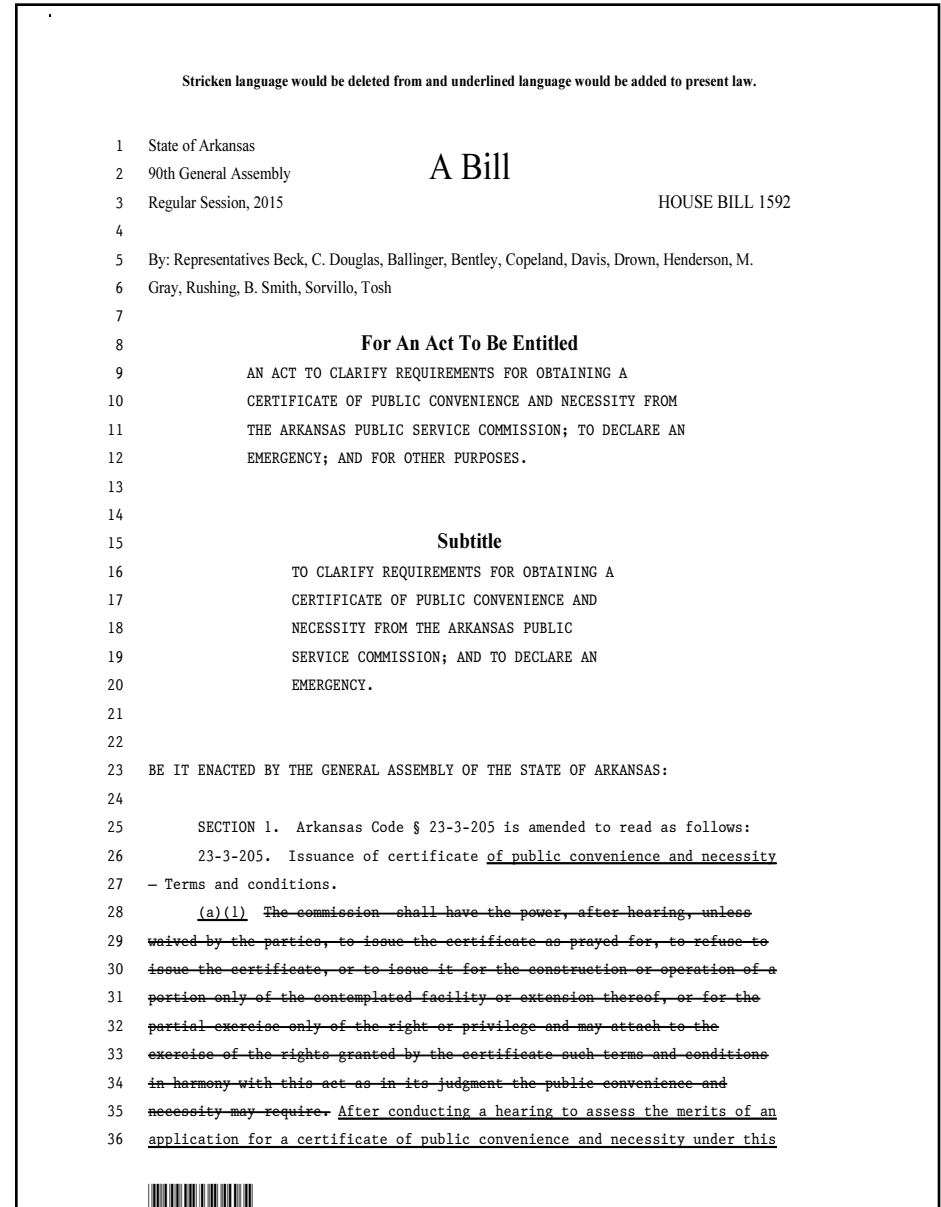 Stricken language would be deleted from and underlined language would be added to present law.
1 State of Arkansas
2 90th General Assembly A Bill
3 Regular Session, 2015 HOUSE BILL 1592
4
5 By: Representatives Beck, C. Douglas, Ballinger, Bentley, Copeland, Davis, Drown, Henderson, M.
6 Gray, Rushing, B. Smith, Sorvillo, Tosh
7
8 For An Act To Be Entitled
9 AN ACT TO CLARIFY REQUIREMENTS FOR OBTAINING A
10 CERTIFICATE OF PUBLIC CONVENIENCE AND NECESSITY FROM
11 THE ARKANSAS PUBLIC SERVICE COMMISSION; TO DECLARE AN
12 EMERGENCY; AND FOR OTHER PURPOSES.
13
14
15 Subtitle
16 TO CLARIFY REQUIREMENTS FOR OBTAINING A
17 CERTIFICATE OF PUBLIC CONVENIENCE AND
18 NECESSITY FROM THE ARKANSAS PUBLIC
19 SERVICE COMMISSION; AND TO DECLARE AN
20 EMERGENCY.
21
22
23 BE IT ENACTED BY THE GENERAL ASSEMBLY OF THE STATE OF ARKANSAS:
24
25 SECTION 1. Arkansas Code § 23-3-205 is amended to read as follows:
26 23-3-205. Issuance of certificate of public convenience and necessity
27 — Terms and conditions.
28 (a)(1) The commission shall have the power, after hearing, unless
29 waived by the parties, to issue the certificate as prayed for, to refuse to
30 issue the certificate, or to issue it for the construction or operation of a
31 portion only of the contemplated facility or extension thereof, or for the
32 partial exercise only of the right or privilege and may attach to the
33 exercise of the rights granted by the certificate such terms and conditions
34 in harmony with this act as in its judgment the public convenience and
35 necessity may require. After conducting a hearing to assess the merits of an
36 application for a certificate of public convenience and necessity under this